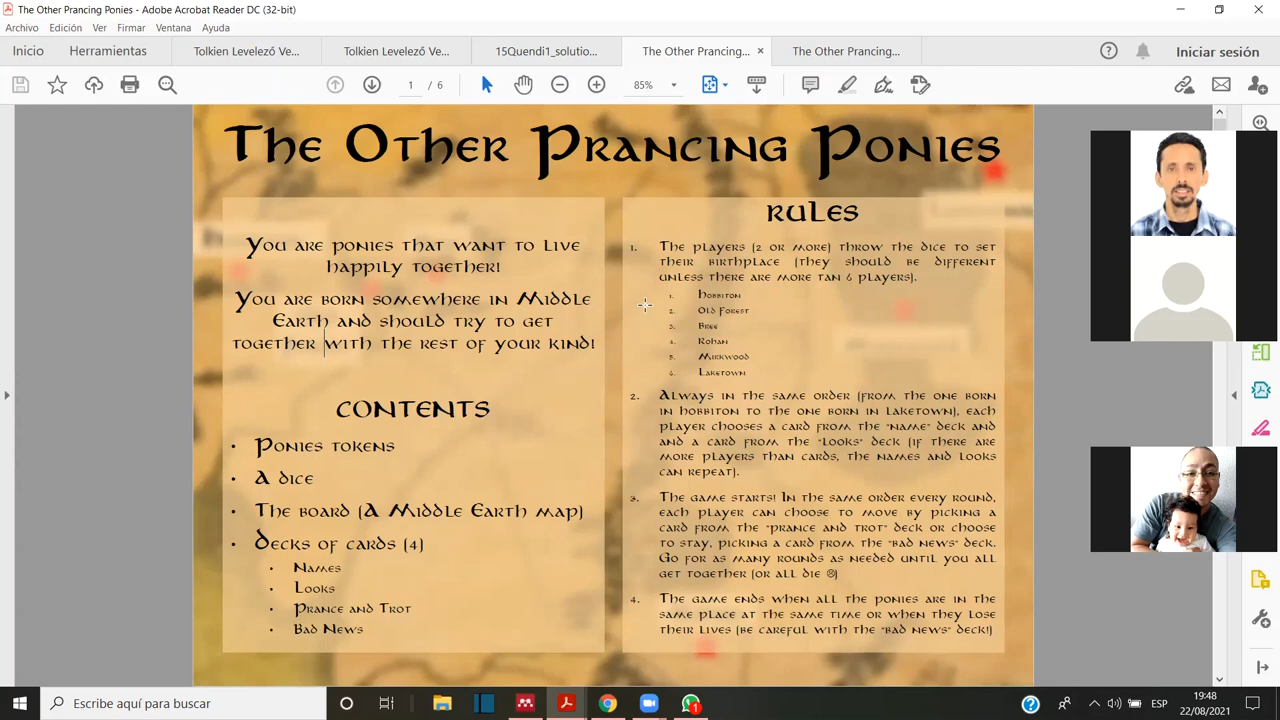 The Other Prancing Ponies - Adobe Acrobat Reader DC (32-bit)
Archivo Edición Ver Firmar Ventana Ayuda
Inicio Herramientas Tolkien Levelező Ve... Tolkien Levelező Ve... 15Quendi1_solutio... The Other Prancing... × The Other Prancing... Iniciar sesión
1 / 6 85%
The Other Prancing Ponies
You are ponies that want to live
happily together!
You are born somewhere in Middle
Earth and should try to get
together with the rest of your kind!
CONTENTS
• Ponies tokens
• A dice
• The board (A Middle Earth map)
• Decks of cards (4)
• Names
• Looks
• Prance and Trot
• Bad News
RULES
1. The players (2 or more) throw the dice to set
their birthplace (they should be different
unless there are more tan 6 players).
1. Hobbiton
2. Old Forest
3. Bree
4. Rohan
5. Mirkwood
6. Laketown
2. Always in the same order (from the one born
in Hobbiton to the one born in Laketown), each
player chooses a card from the "name" deck and
and a card from the "looks" deck (if there are
more players than cards, the names and looks
can repeat).
3. The game starts! In the same order every round,
each player can choose to move by picking a
card from the "prance and trot" deck or choose
to stay, picking a card from the "bad news" deck.
Go for as many rounds as needed until you all
get together (or all die ☹)
4. The game ends when all the ponies are in the
same place at the same time or when they lose
their lives (be careful with the "bad news" deck!)
Escribe aquí para buscar
1
ESP
19:48
22/08/2021